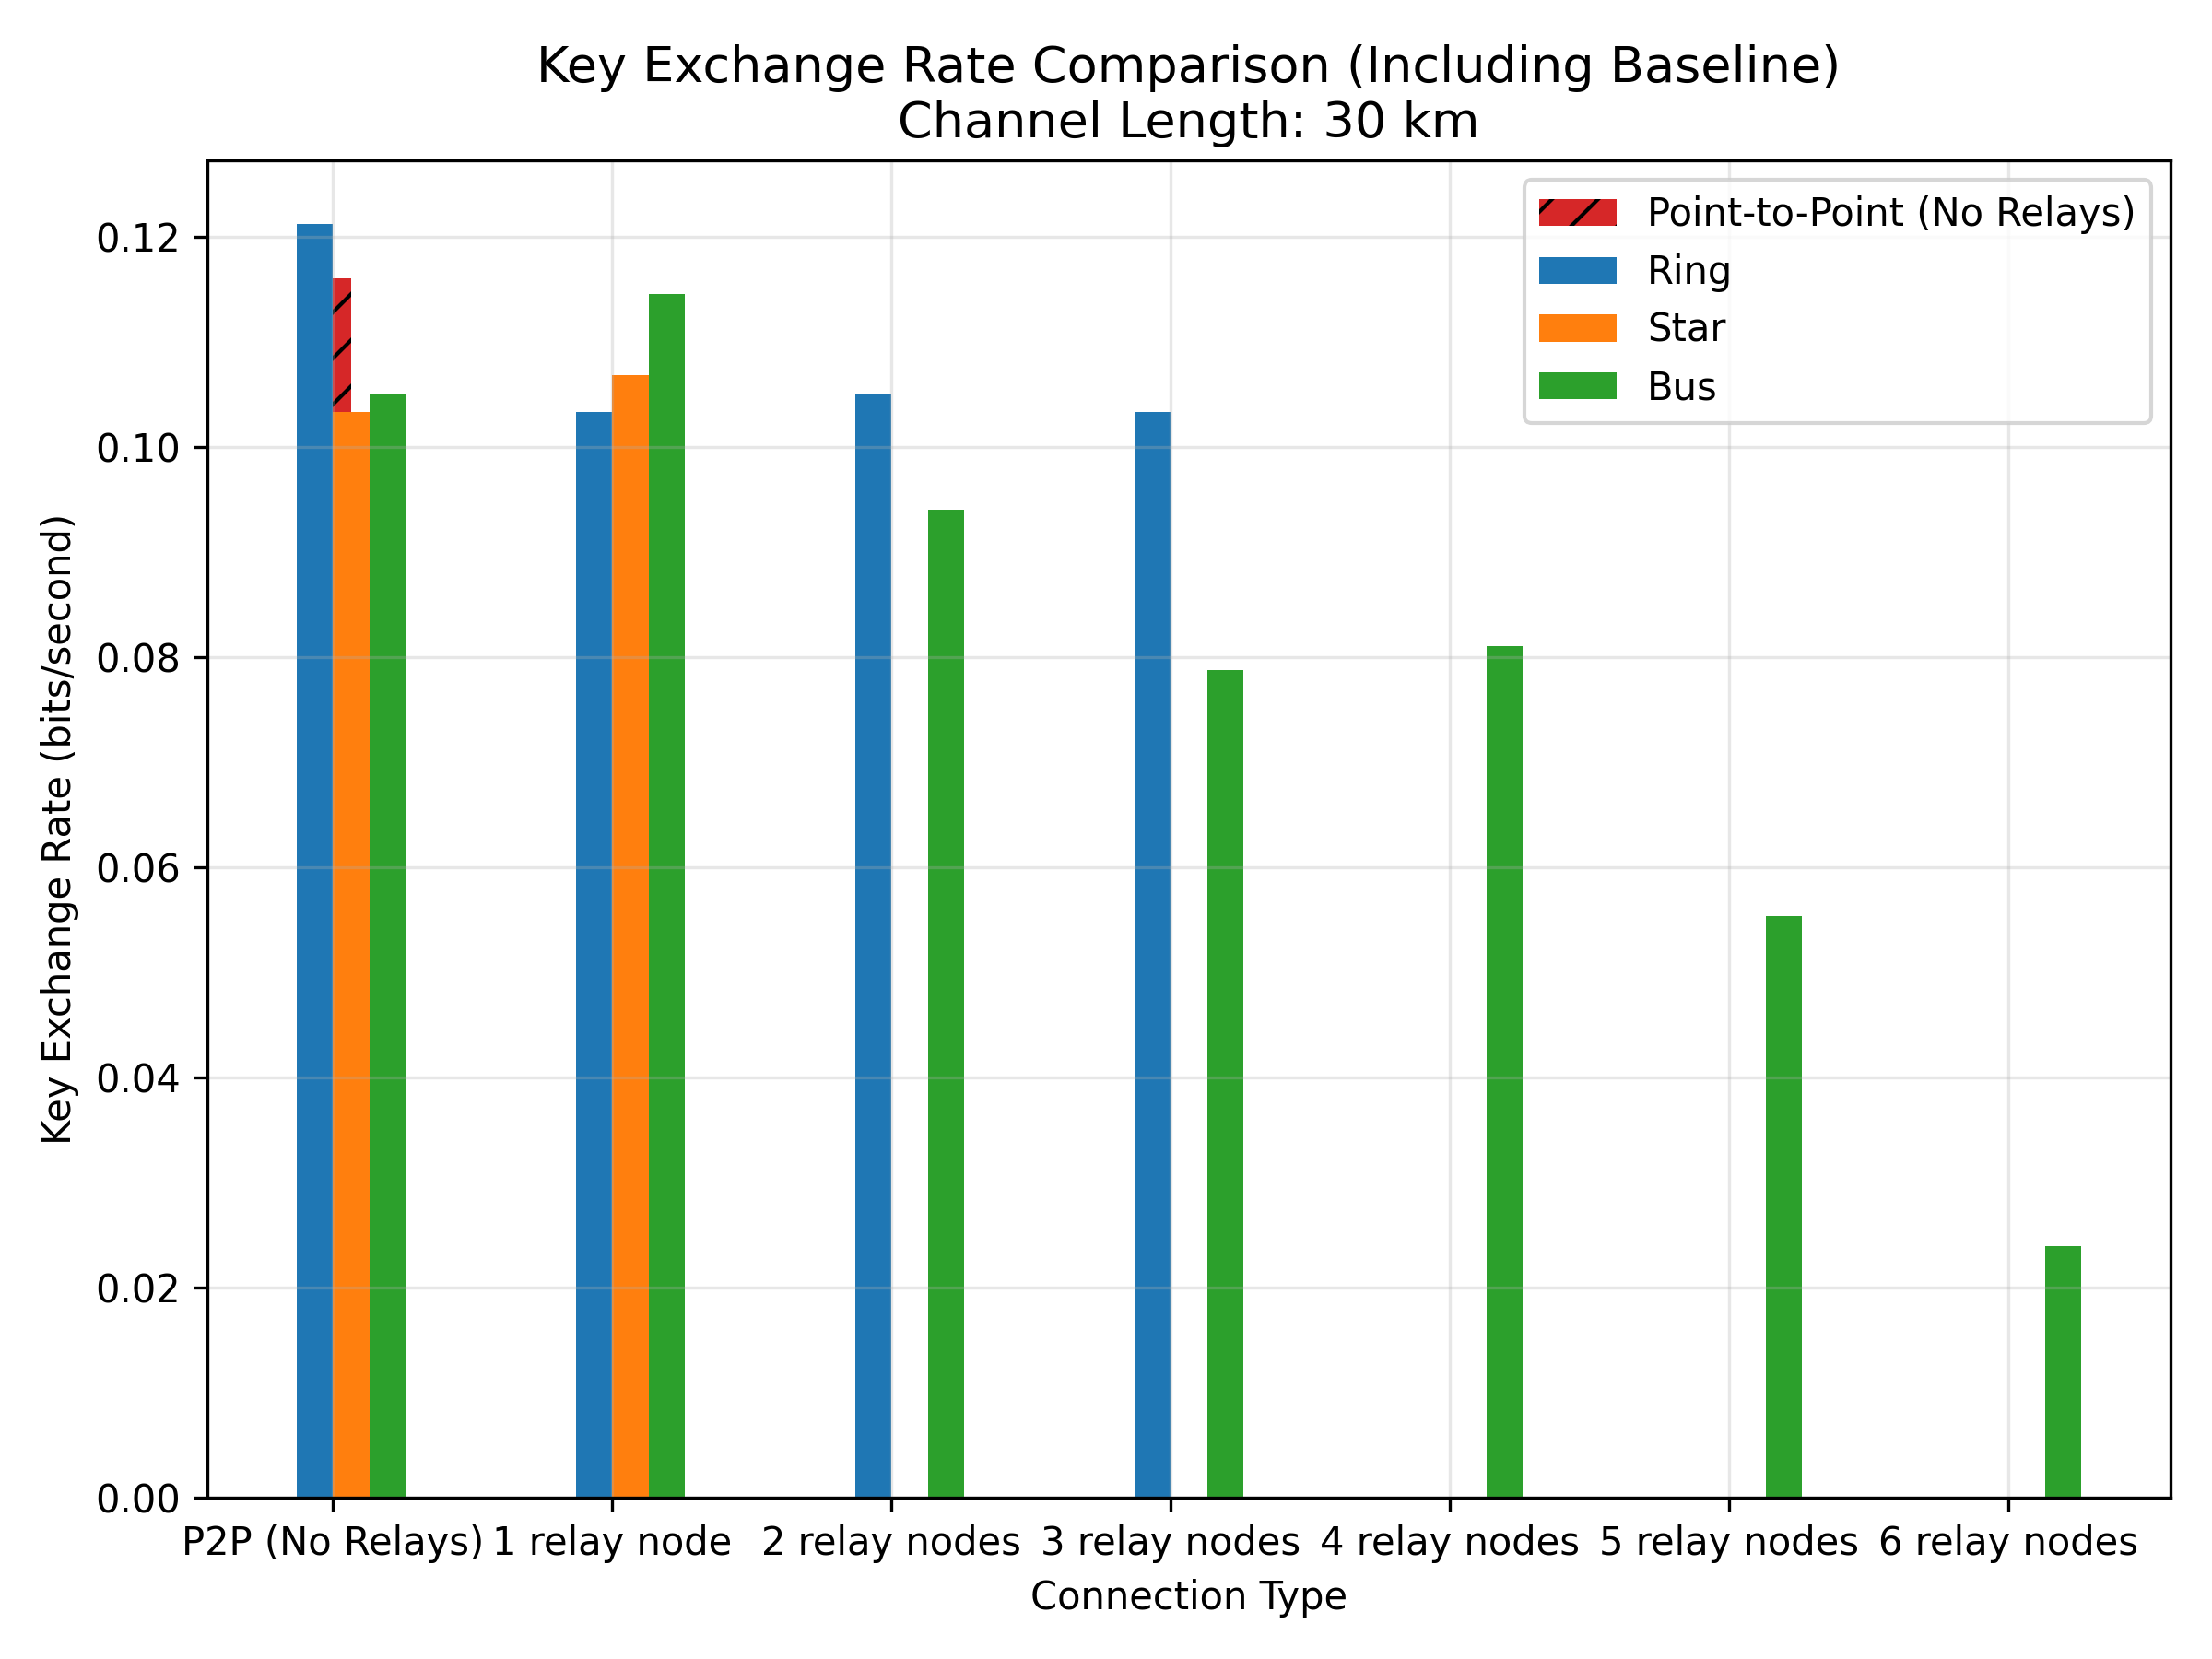 Key Exchange Rate Comparison (Including Baseline)
Channel Length: 30 km
Point-to-Point (No Relays)
Ring
Star
Bus
Key Exchange Rate (bits/second)
0.12
0.10
0.08
0.06
0.04
0.02
0.00
P2P (No Relays) 1 relay node 2 relay nodes 3 relay nodes 4 relay nodes 5 relay nodes 6 relay nodes
Connection Type